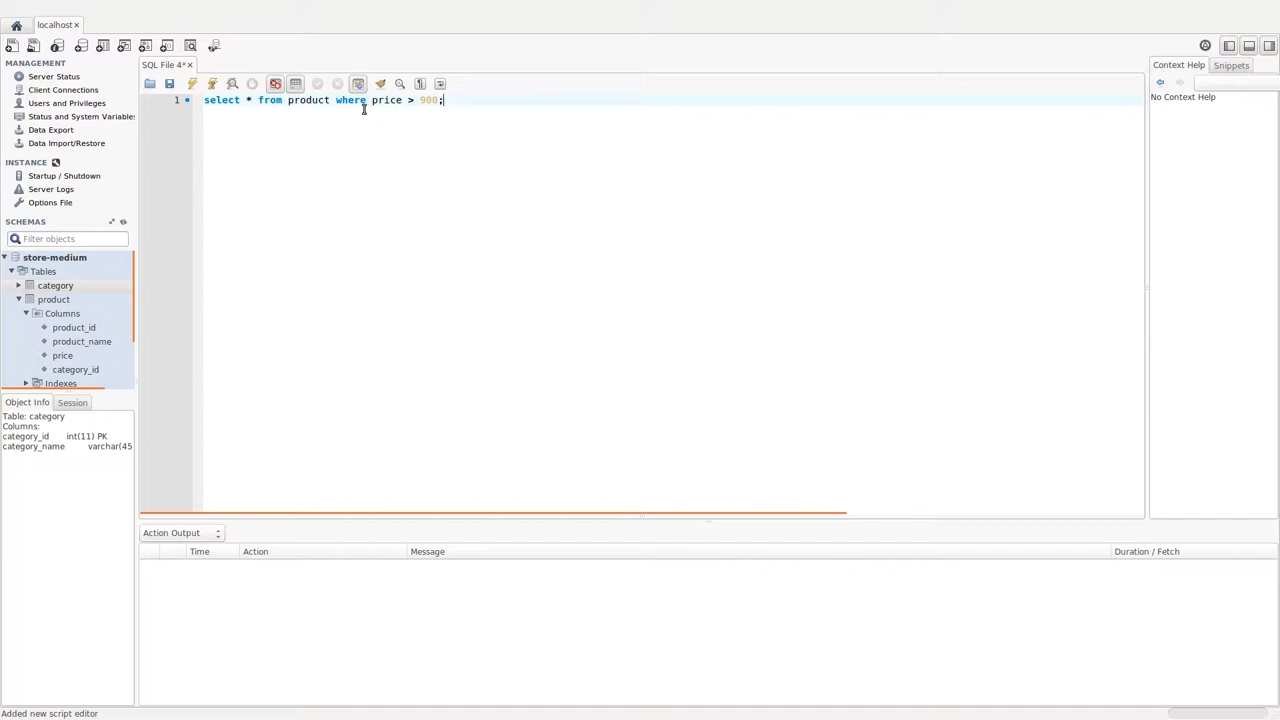 localhost×
MANAGEMENT
Server Status
Client Connections
Users and Privileges
Status and System Variable
Data Export
Data Import/Restore
INSTANCE
Startup / Shutdown
Server Logs
Options File
SCHEMAS
Filter objects
store-medium
Tables
category
product
Columns
product_id
product_name
price
category_id
Indexes
Object Info Session
Table: category
Columns:
category_id int(11) PK
category_name varchar(45
SQL File 4*×
1 select * from product where price > 900;
Context Help Snippets
No Context Help
Action Output
Time Action Message Duration / Fetch
Added new script editor